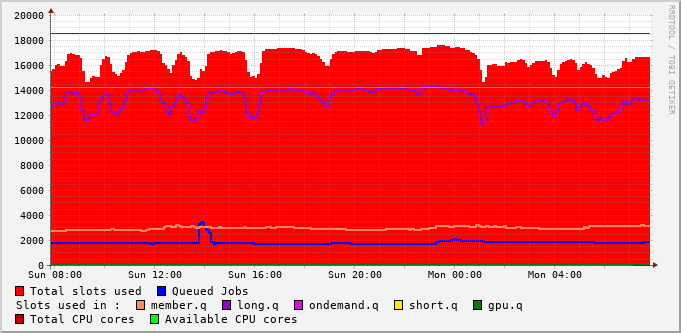 20000
18000
16000
14000
12000
10000
8000
6000
4000
2000
0
Sun 08:00 Sun 12:00 Sun 16:00 Sun 20:00 Mon 00:00 Mon 04:00
RRDTOOL / TOBI OETIKER
Total slots used Queued Jobs
Slots used in : member.q long.q ondemand.q short.q gpu.q
Total CPU cores Available CPU cores